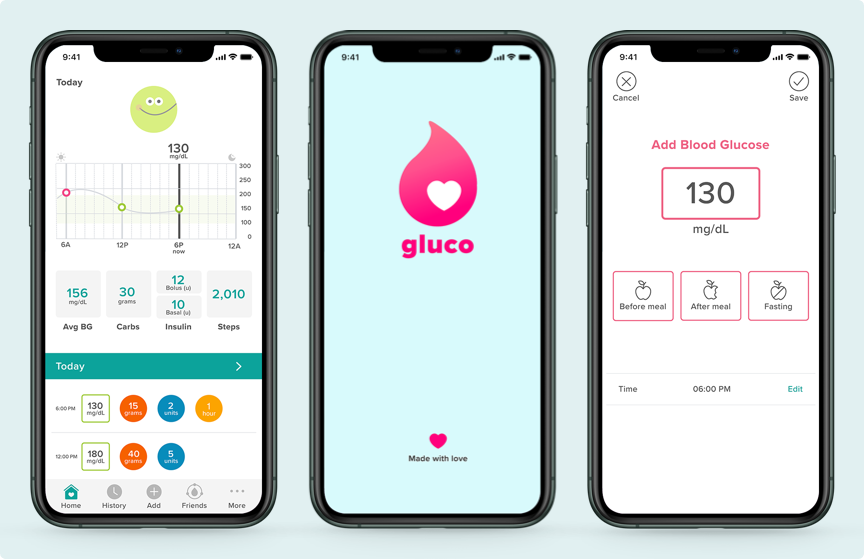 9:41
Today
130
mg/dL
300
250
200
150
100
0
6A 12P 6P 12A
now
156
mg/dL
30
grams
12
Bolus (u)
10
Basal (u)
2,010
Avg BG Carbs Insulin Steps
Today
6:00 PM
130
mg/dL
15
grams
2
units
1
hour
12:00 PM
180
mg/dL
40
grams
5
units
Home History Add Friends More
9:41
gluco
Made with love
9:41
Cancel Save
Add Blood Glucose
130
mg/dL
Before meal After meal Fasting
Time 06:00 PM Edit